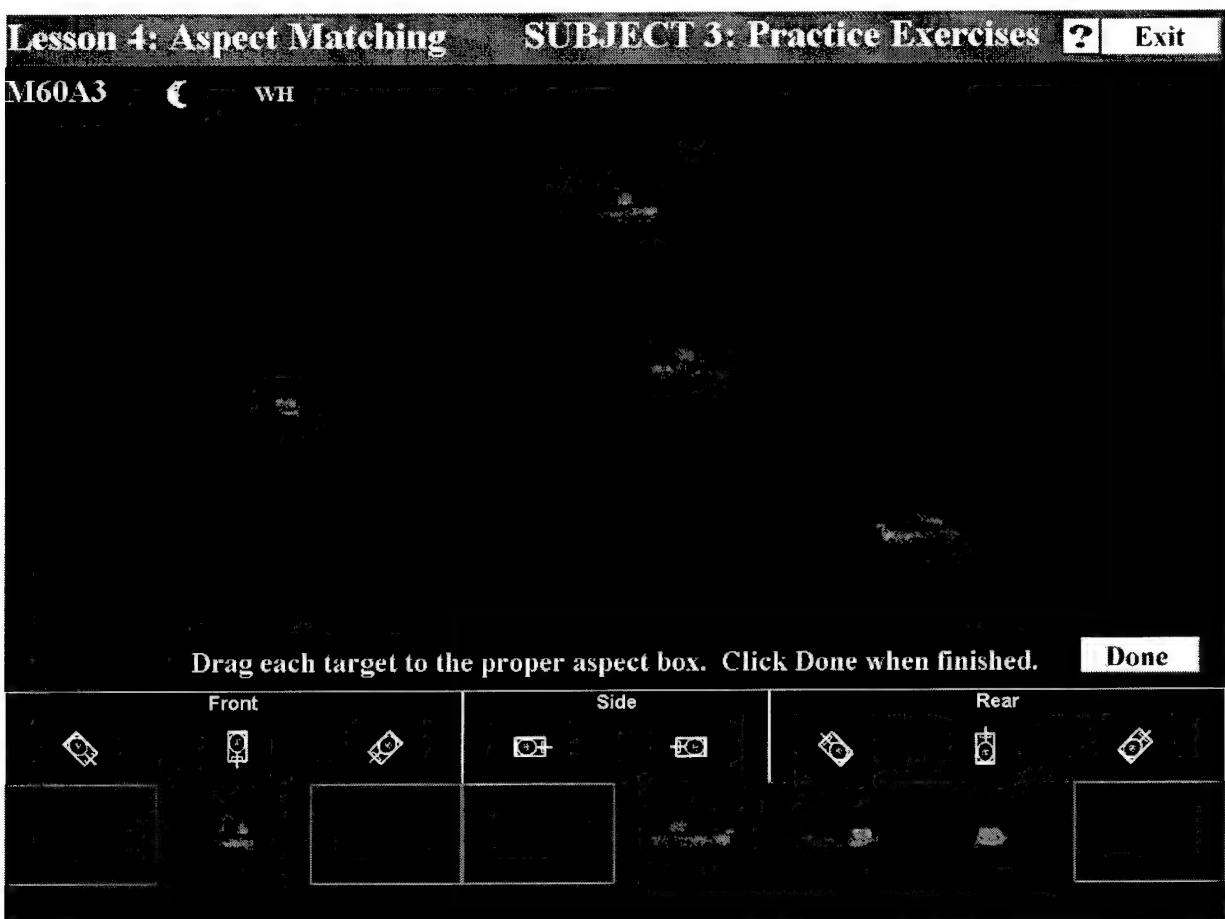 Lesson 4: Aspect Matching SUBJECT 3: Practice Exercises ? Exit
M60A3 WH
Drag each target to the proper aspect box. Click Done when finished. Done
Front Side Rear